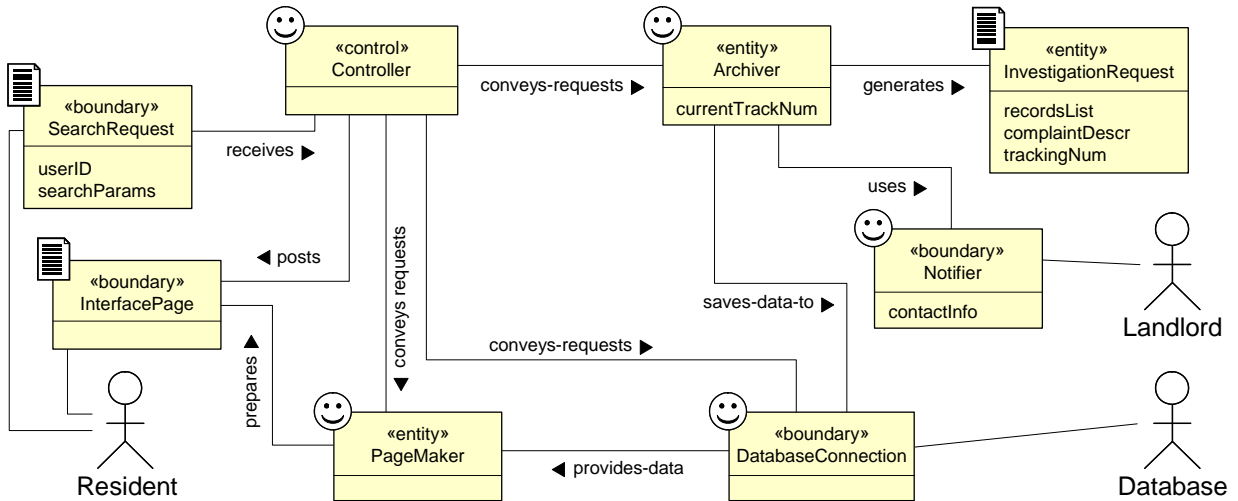 «control»
Controller
conveys-requests
«entity»
Archiver
currentTrackNum
generates
«entity»
InvestigationRequest
recordsList
complaintDescr
trackingNum
«boundary»
SearchRequest
userID
searchParams
receives
uses
posts
conveys requests
«boundary»
InterfacePage
prepares
«boundary»
Notifier
contactInfo
Landlord
saves-data-to
conveys-requests
Resident
«entity»
PageMaker
provides-data
«boundary»
DatabaseConnection
Database